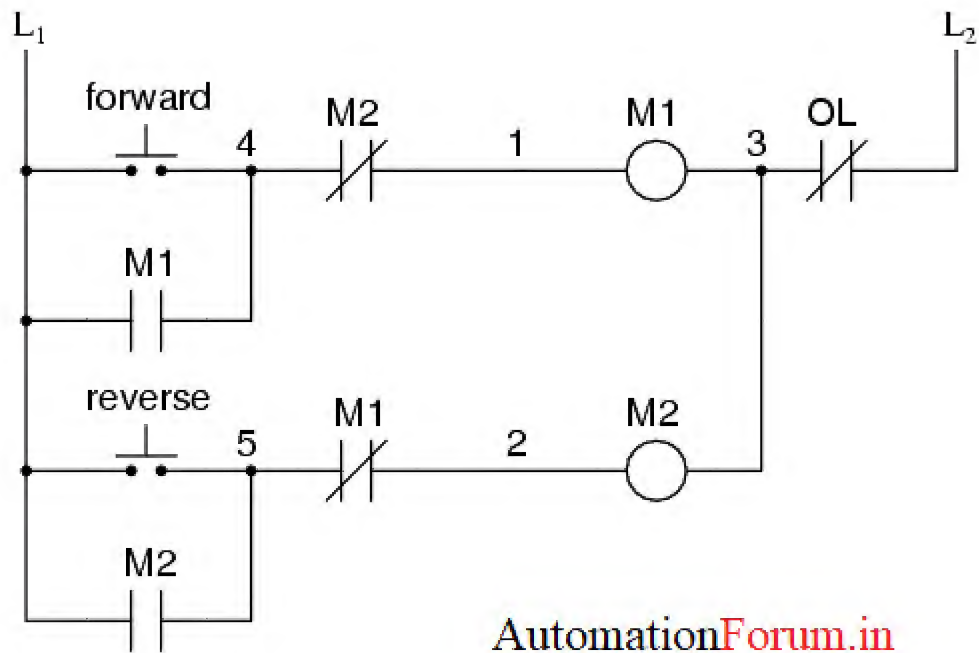 L1 L2
forward
M2 M1 OL
4 1 3
M1
reverse
M1 M2
5 2
M2
AutomationForum.in